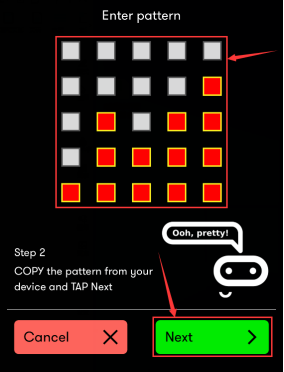 Enter pattern
Ooh, pretty!
Step 2
COPY the pattern from your
device and TAP Next
Cancel
Next